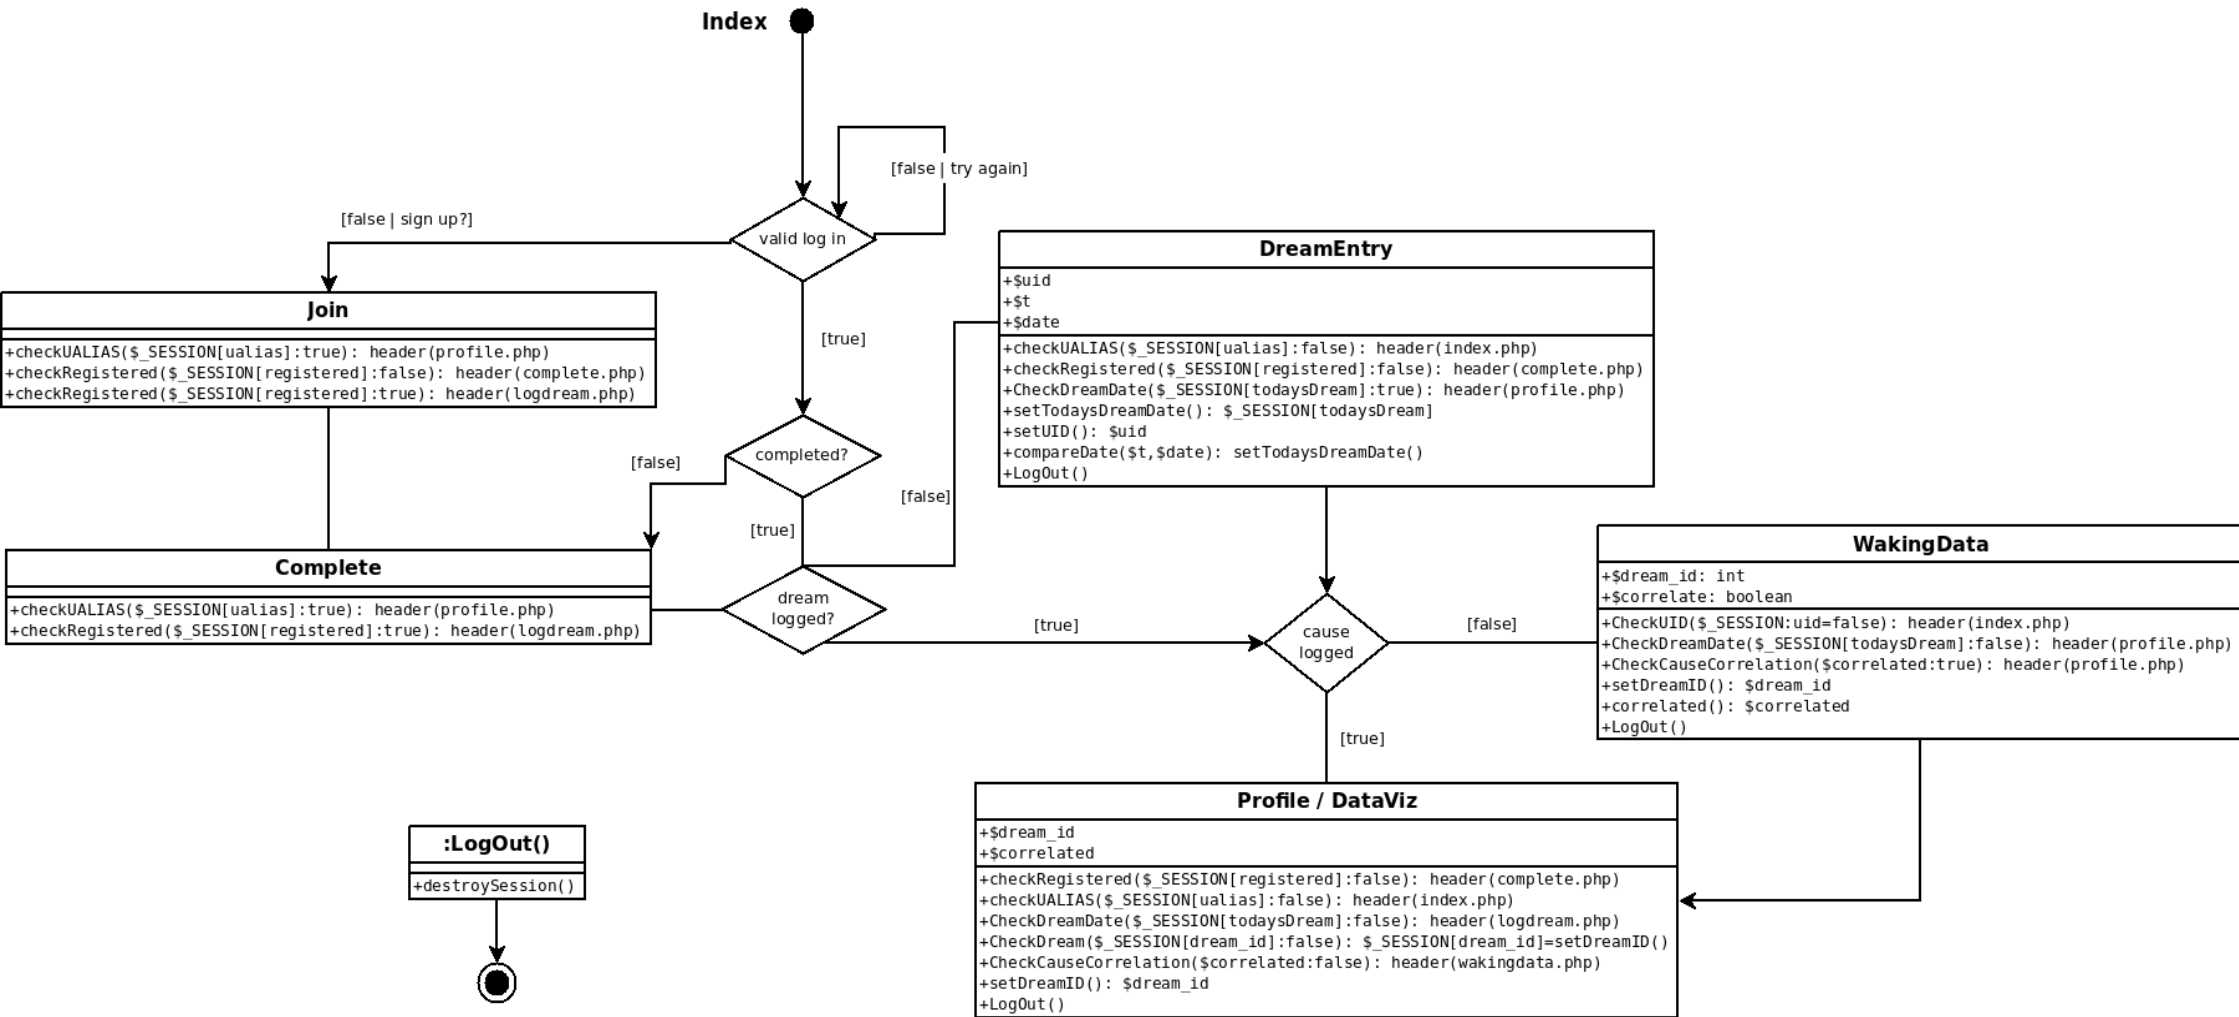 Index
[false | try again]
[false | sign up?]
valid log in
Join
+checkUALIAS($_SESSION[ualias]:true): header(profile.php)
+checkRegistered($_SESSION[registered]:false): header(complete.php)
+checkRegistered($_SESSION[registered]:true): header(logdream.php)
[true]
DreamEntry
+$uid
+$t
+$date
+checkUALIAS($_SESSION[ualias]:false): header(index.php)
+checkRegistered($_SESSION[registered]:false): header(complete.php)
+CheckDreamDate($_SESSION[todaysDream]:true): header(profile.php)
+setTodaysDreamDate(): $_SESSION[todaysDream]
+setUID(): $uid
+compareDate($t,$date): setTodaysDreamDate()
+LogOut()
completed?
[false]
[true]
[false]
Complete
+checkUALIAS($_SESSION[ualias]:true): header(profile.php)
+checkRegistered($_SESSION[registered]:true): header(logdream.php)
dream
logged?
[true]
cause
logged
[false]
WakingData
+$dream_id: int
+$correlate: boolean
+CheckUID($_SESSION:uid=false): header(index.php)
+CheckDreamDate($_SESSION[todaysDream]:false): header(profile.php)
+CheckCauseCorrelation($correlated:true): header(profile.php)
+setDreamID(): $dream_id
+correlated(): $correlated
+LogOut()
[true]
Profile / DataViz
+$dream_id
+$correlated
+checkRegistered($_SESSION[registered]:false): header(complete.php)
+checkUALIAS($_SESSION[ualias]:false): header(index.php)
+CheckDreamDate($_SESSION[todaysDream]:false): header(logdream.php)
+CheckDream($_SESSION[dream_id]:false): $_SESSION[dream_id]=setDreamID()
+CheckCauseCorrelation($correlated:false): header(wakingdata.php)
+setDreamID(): $dream_id
+LogOut()
:LogOut()
+destroySession()